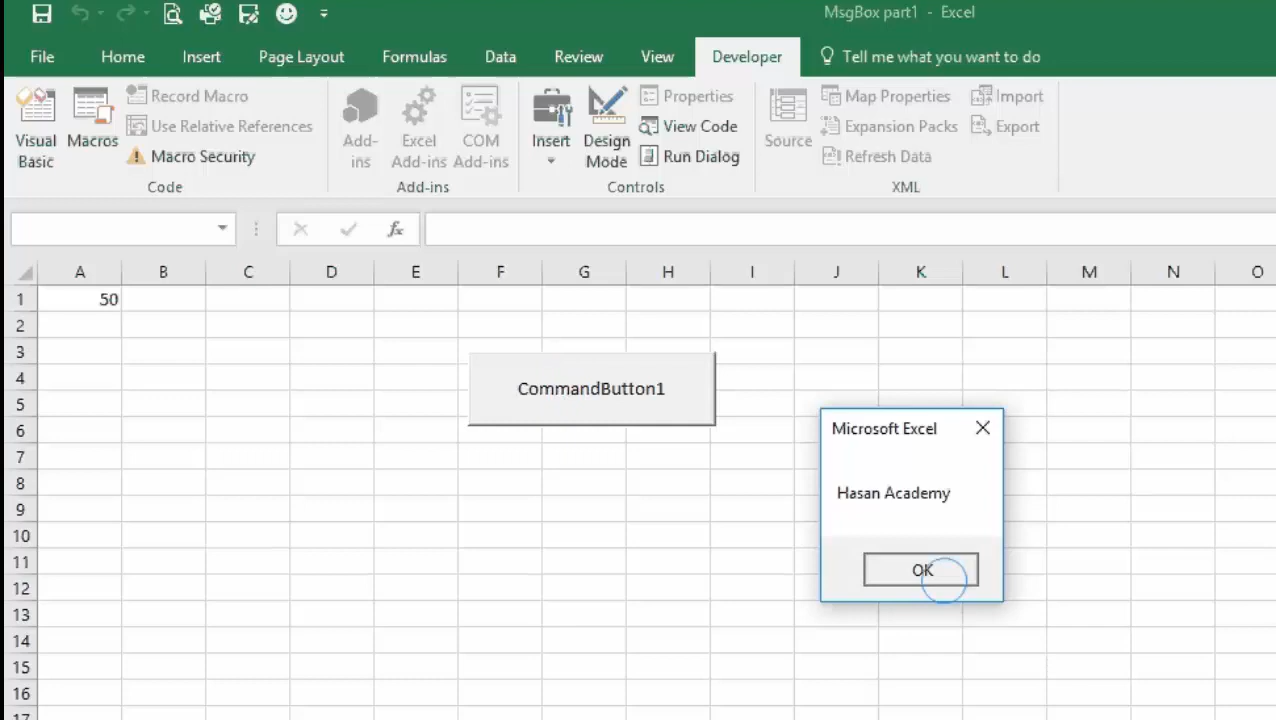 MsgBox part1 - Excel
File Home Insert Page Layout Formulas Data Review View Developer Tell me what you want to do
Visual Basic
Macros
Record Macro
Use Relative References
Macro Security
Code
Add-ins
Excel Add-ins
COM Add-ins
Add-ins
Insert
Design Mode
Properties
View Code
Run Dialog
Controls
Source
Map Properties
Expansion Packs
Refresh Data
Import
Export
XML
fx
A B C D E F G H I J K L M N O
1 50
2
3
4
5
6
7
8
9
10
11
12
13
14
15
16
17
CommandButton1
Microsoft Excel
Hasan Academy
OK